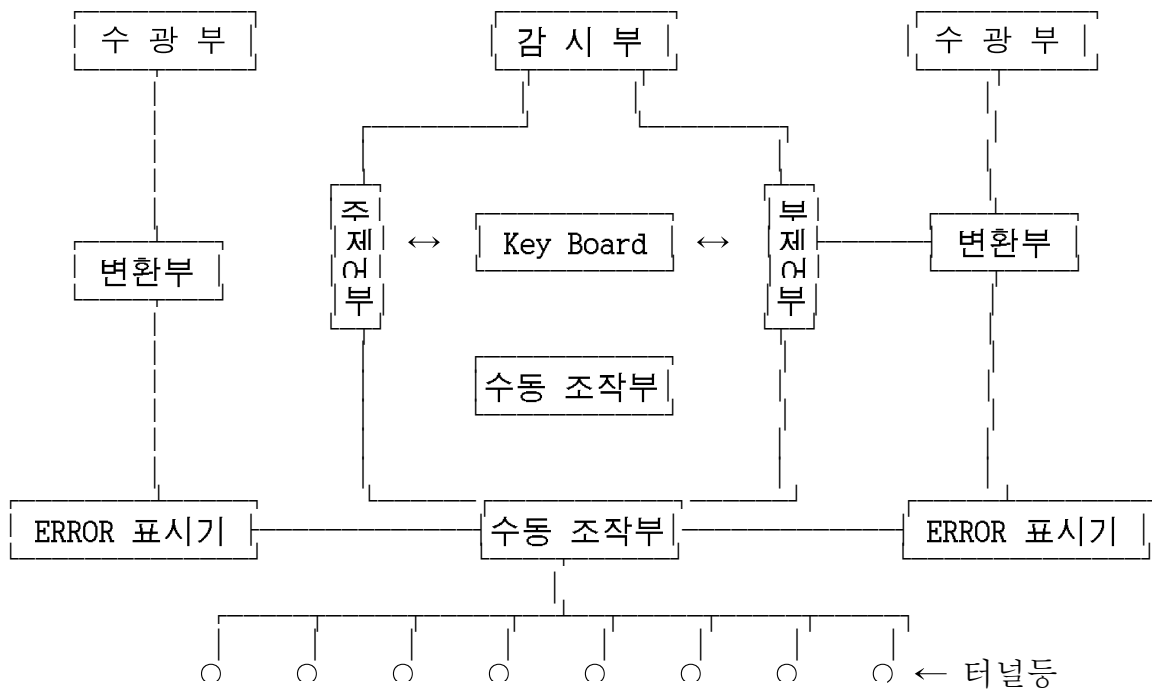 수 광 부
감 시 부
수 광 부
주제어부
↔ Key Board ↔
부제어부
변환부
변환부
수동 조작부
ERROR 표시기
수동 조작부
ERROR 표시기
← 터널등